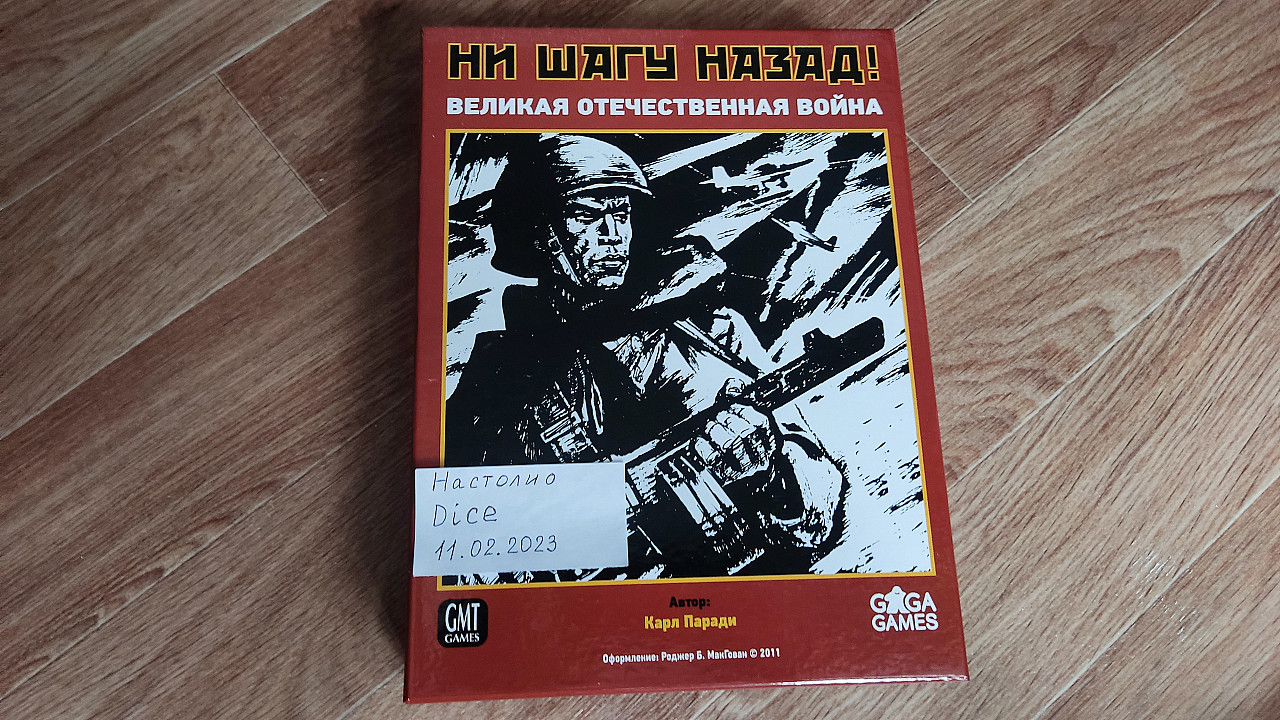 НИ ШАГУ НАЗАД!
ВЕЛИКАЯ ОТЕЧЕСТВЕННАЯ ВОЙНА
Настолио
Dice
11.02.2023
Автор:
Карл Паради
GMT
GAMES
GAGA
GAMES
Оформление: Роджер Б. МакГован © 2011